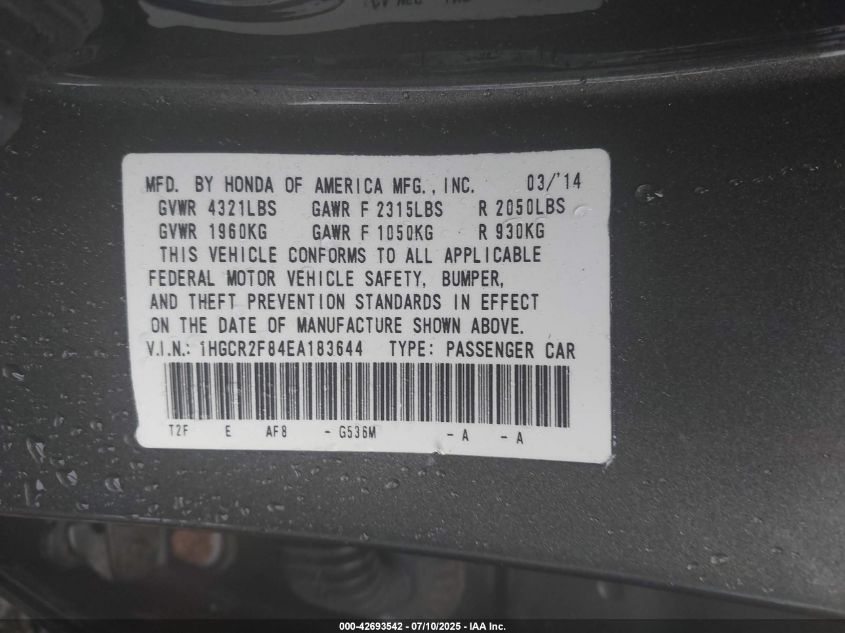 MFD. BY HONDA OF AMERICA MFG., INC. 03/'14
GVWR 4321LBS GAWR F 2315LBS R 2050LBS
GVWR 1960KG GAWR F 1050KG R 930KG
THIS VEHICLE CONFORMS TO ALL APPLICABLE
FEDERAL MOTOR VEHICLE SAFETY, BUMPER,
AND THEFT PREVENTION STANDARDS IN EFFECT
ON THE DATE OF MANUFACTURE SHOWN ABOVE.
V.I.N.: 1HGCR2F84EA183644 TYPE: PASSENGER CAR
T2F E AF8 - G536M - A - A
000-42693542 - 07/10/2025 - IAA Inc.